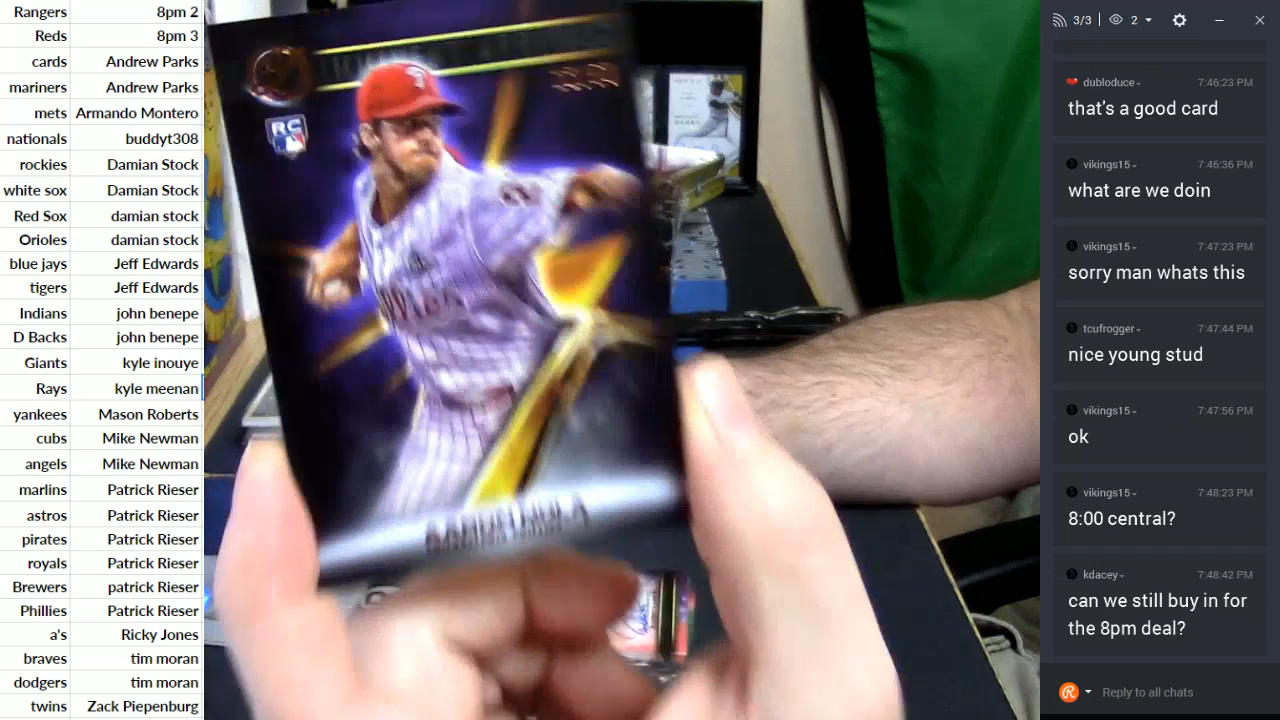 Rangers 8pm 2
Reds 8pm 3
cards Andrew Parks
mariners Andrew Parks
mets Armando Montero
nationals buddyt308
rockies Damian Stock
white sox Damian Stock
Red Sox damian stock
Orioles damian stock
blue jays Jeff Edwards
tigers Jeff Edwards
Indians john benepe
D Backs john benepe
Giants kyle inouye
Rays kyle meenan
yankees Mason Roberts
cubs Mike Newman
angels Mike Newman
marlins Patrick Rieser
astros Patrick Rieser
pirates Patrick Rieser
royals Patrick Rieser
Brewers patrick Rieser
Phillies Patrick Rieser
a's Ricky Jones
braves tim moran
dodgers tim moran
twins Zack Piepenburg
RC
3/3 2
dubloduce 7:46:23 PM
that's a good card
vikings15 7:46:36 PM
what are we doin
vikings15 7:47:23 PM
sorry man whats this
tcufrogger 7:47:44 PM
nice young stud
vikings15 7:47:56 PM
ok
vikings15 7:48:23 PM
8:00 central?
kdacey 7:48:42 PM
can we still buy in for
the 8pm deal?
Reply to all chats